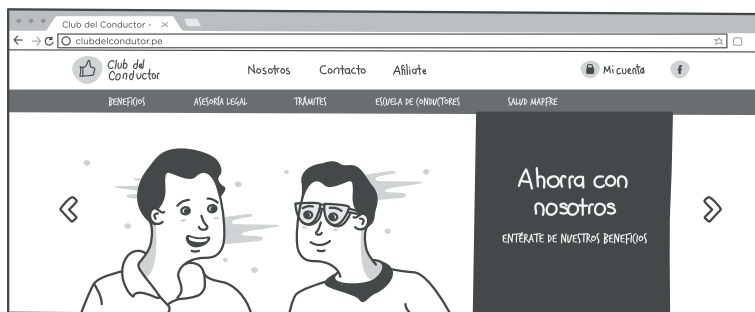 Club del Conductor -
clubdelcondutor.pe
Club del
Conductor
Nosotros Contacto Afiliate
Mi cuenta
f
BENEFICIOS ASESORÍA LEGAL TRÁMITES ESCUELA DE CONDUCTORES SALUD MAPFRE
Ahorra con
nosotros
ENTÉRATE DE NUESTROS BENEFICIOS